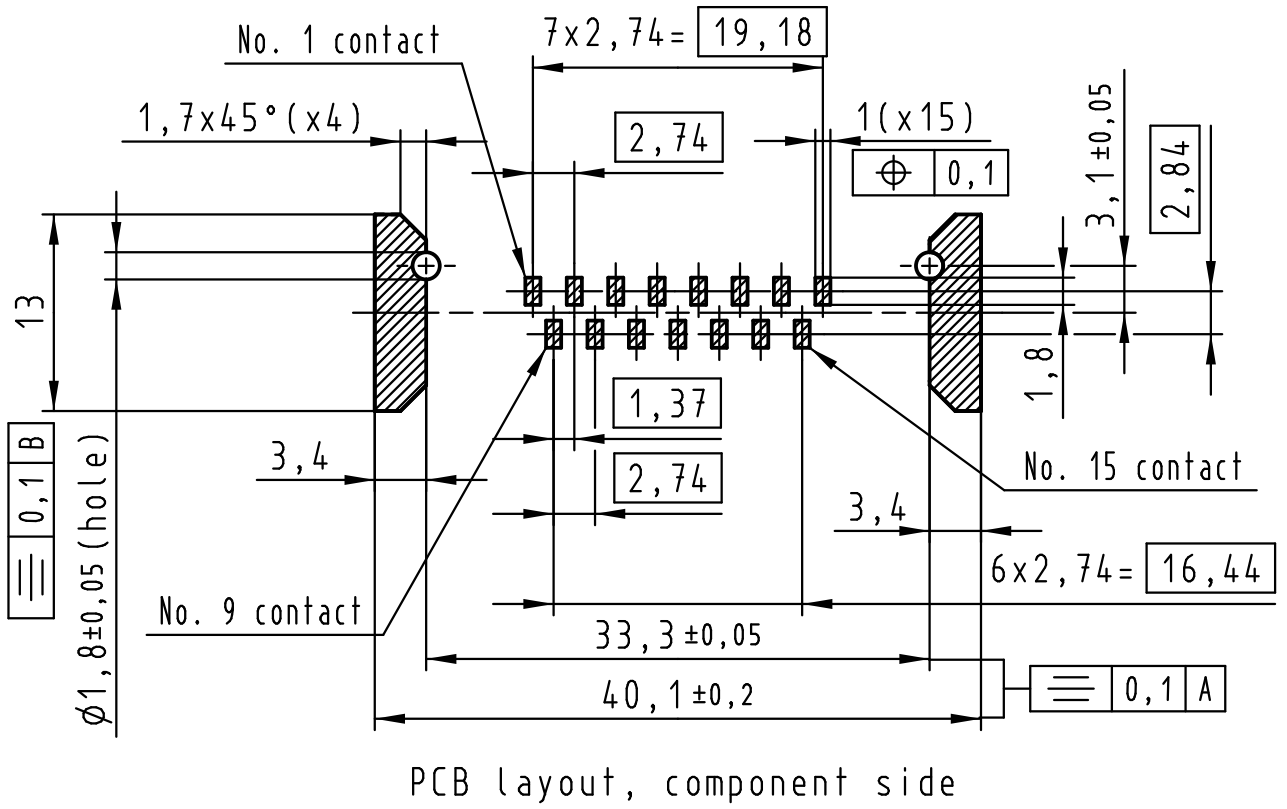 7x2,74= 19,18
No. 1 contact
1,7x45°(x4)
2,74
1(x15)
0,1
3,1±0,05
2,84
13
1,8
1,37
3,4
2,74
No. 15 contact
0,1 B
Ø1,8±0,05(hole)
3,4
6x2,74= 16,44
No. 9 contact
33,3±0,05
40,1±0,2
0,1 A
PCB layout, component side